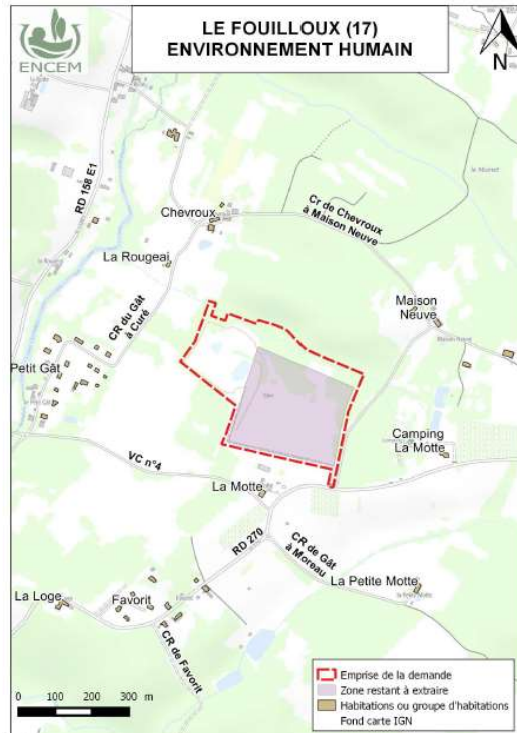 LE FOUILLOUX (17)
ENVIRONNEMENT HUMAIN
ENCEM
N
RD 158 E1
Chevroux
Cr de Chevroux
à Maison Neuve
La Rougeai
CR du Gât
à Curé
Maison
Neuve
Petit Gât
Camping
La Motte
VC n°4
La Motte
RD 270
CR de Gât
à Moreau
La Petite Motte
La Loge
Favorit
CR de Favorit
0 100 200 300 m
Emprise de la demande
Zone restant à extraire
Habitations ou groupe d'habitations
Fond carte IGN